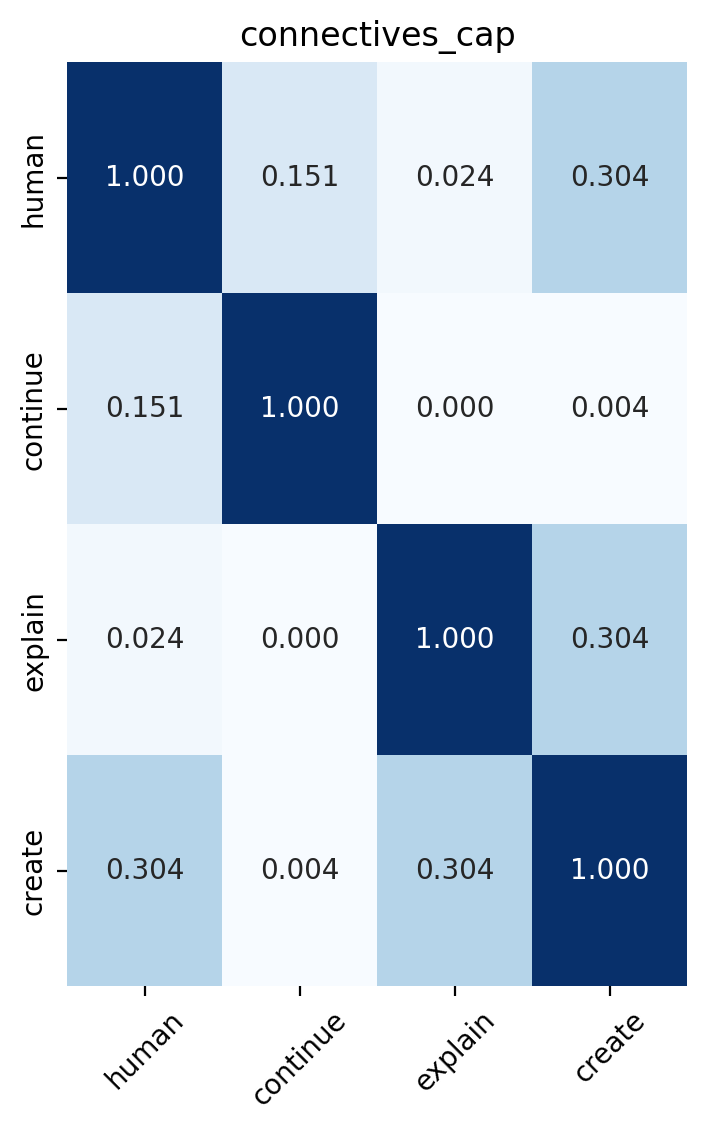 connectives_cap
human 1.000 0.151 0.024 0.304
continue 0.151 1.000 0.000 0.004
explain 0.024 0.000 1.000 0.304
create 0.304 0.004 0.304 1.000
human continue explain create